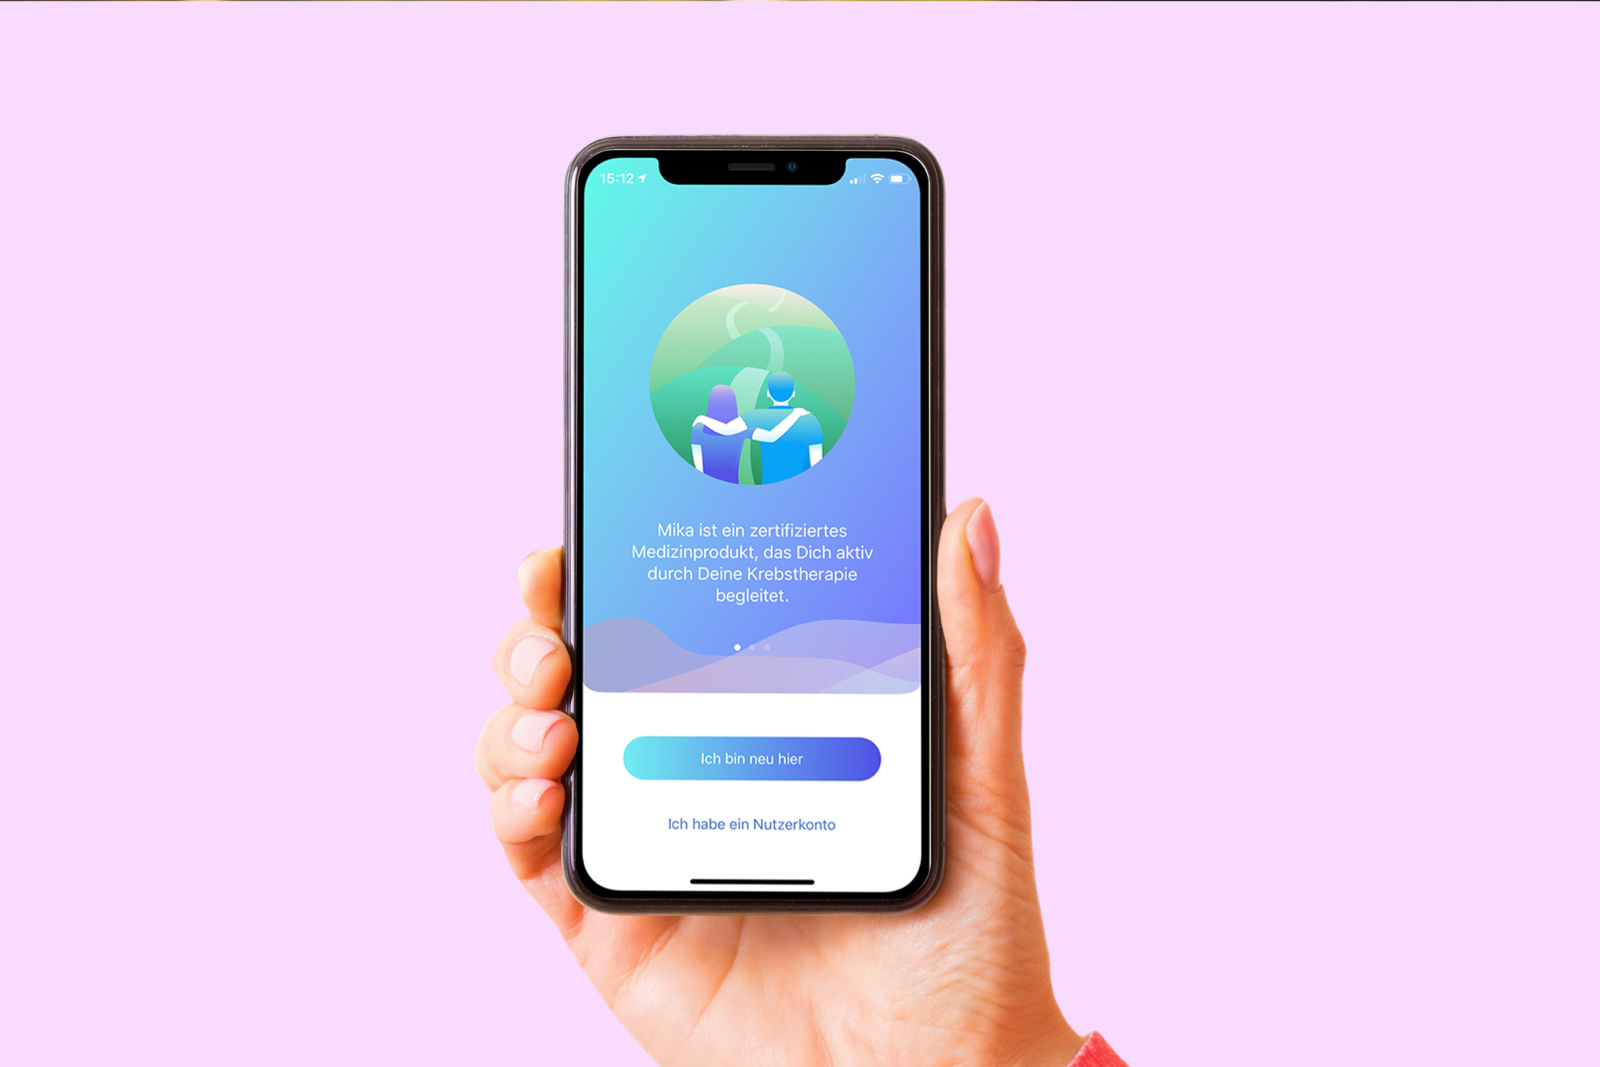 15:12
Mika ist ein zertifiziertes
Medizinprodukt, das Dich aktiv
durch Deine Krebstherapie
begleitet.
Ich bin neu hier
Ich habe ein Nutzerkonto